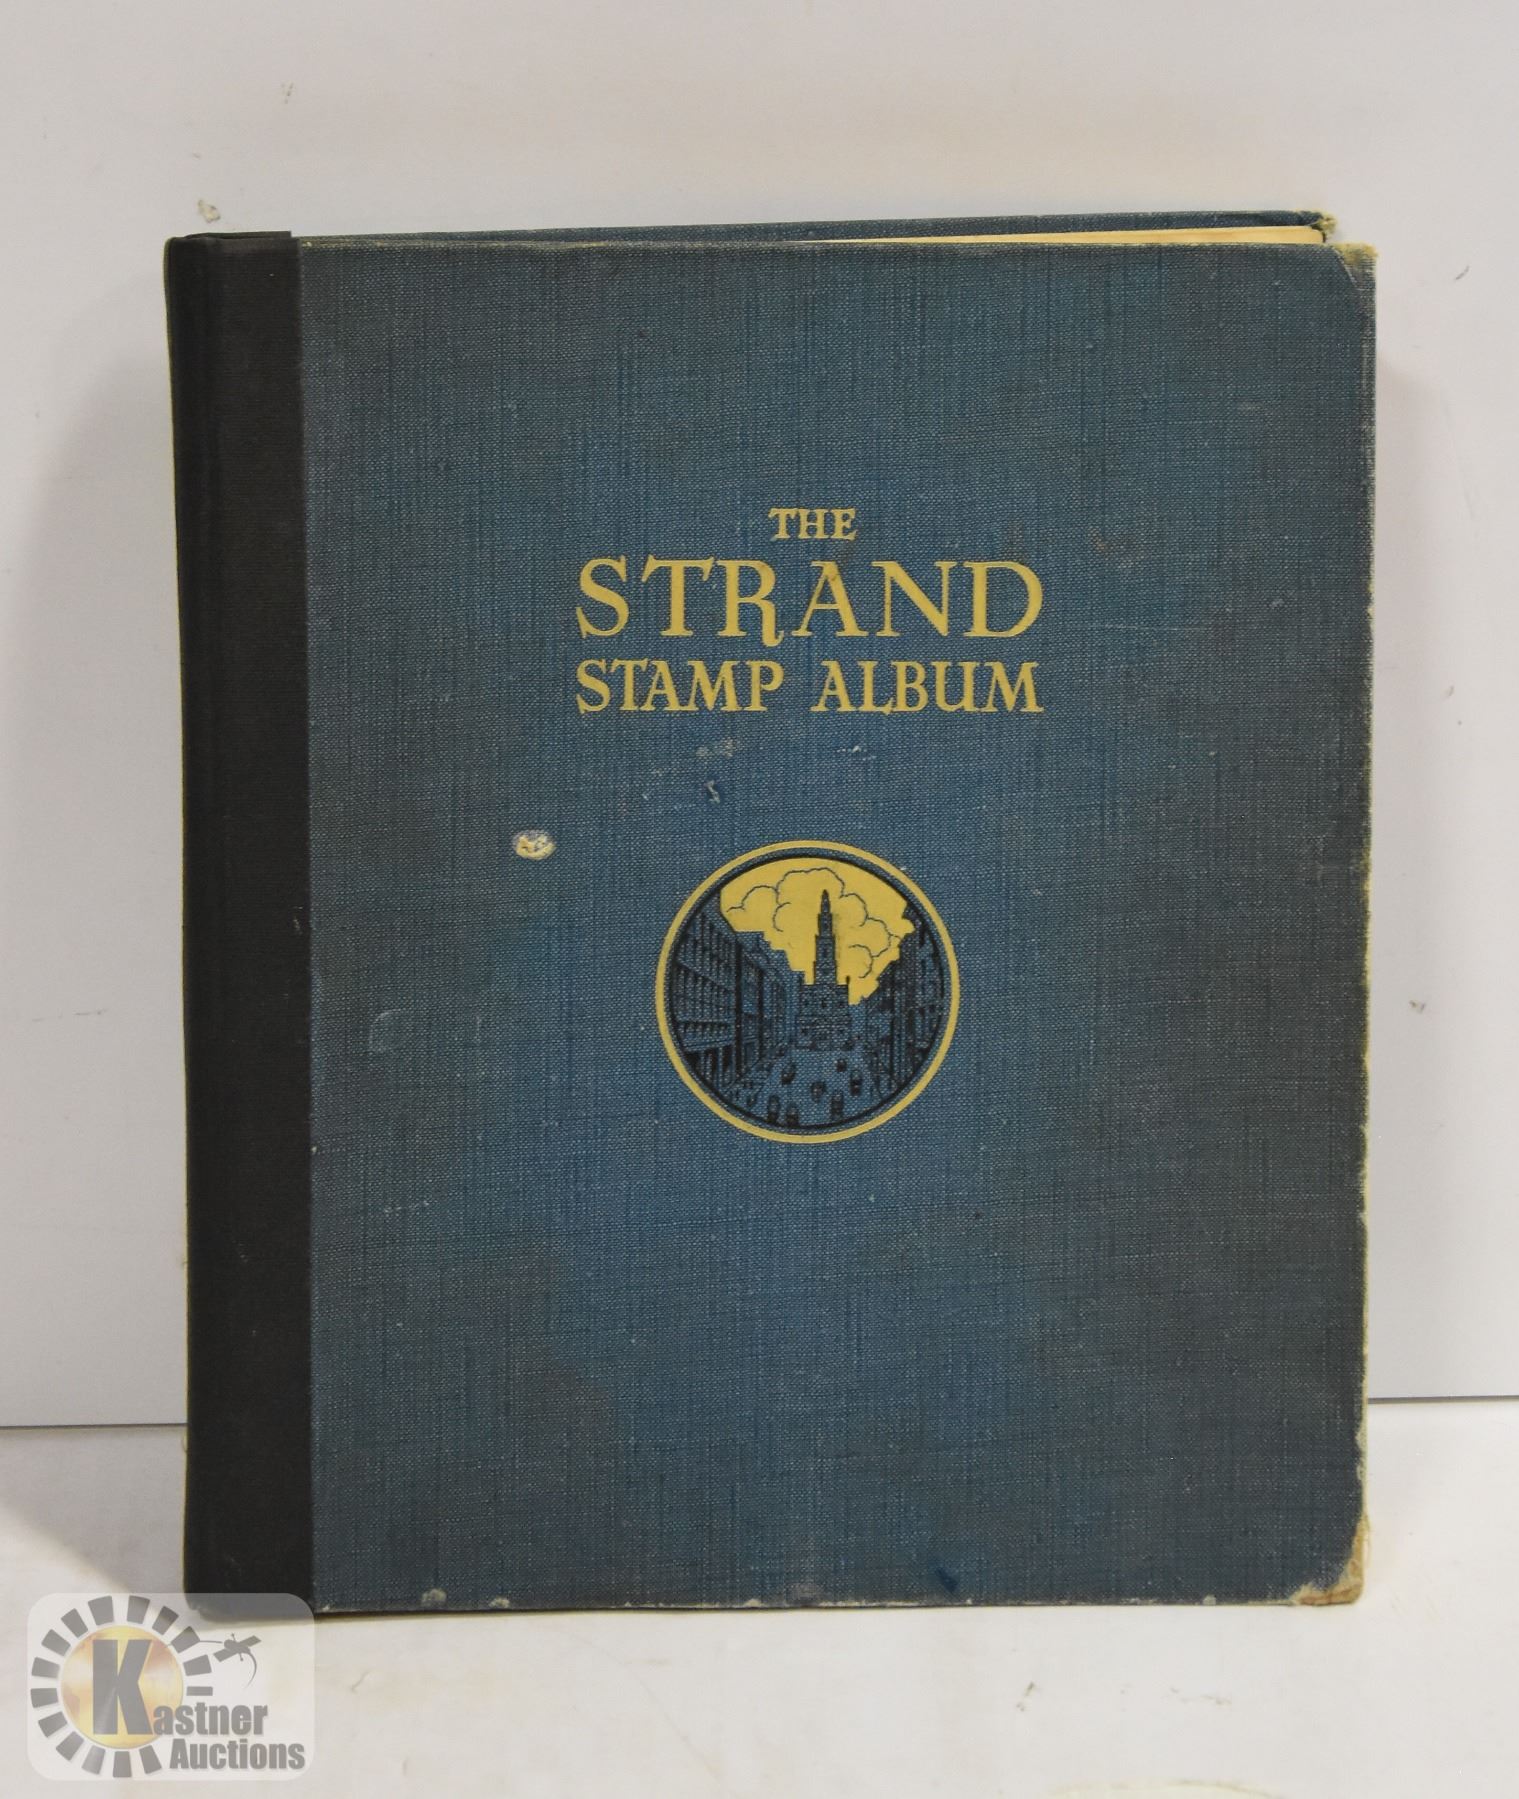 THE
STRAND
STAMP ALBUM
Kastner
Auctions